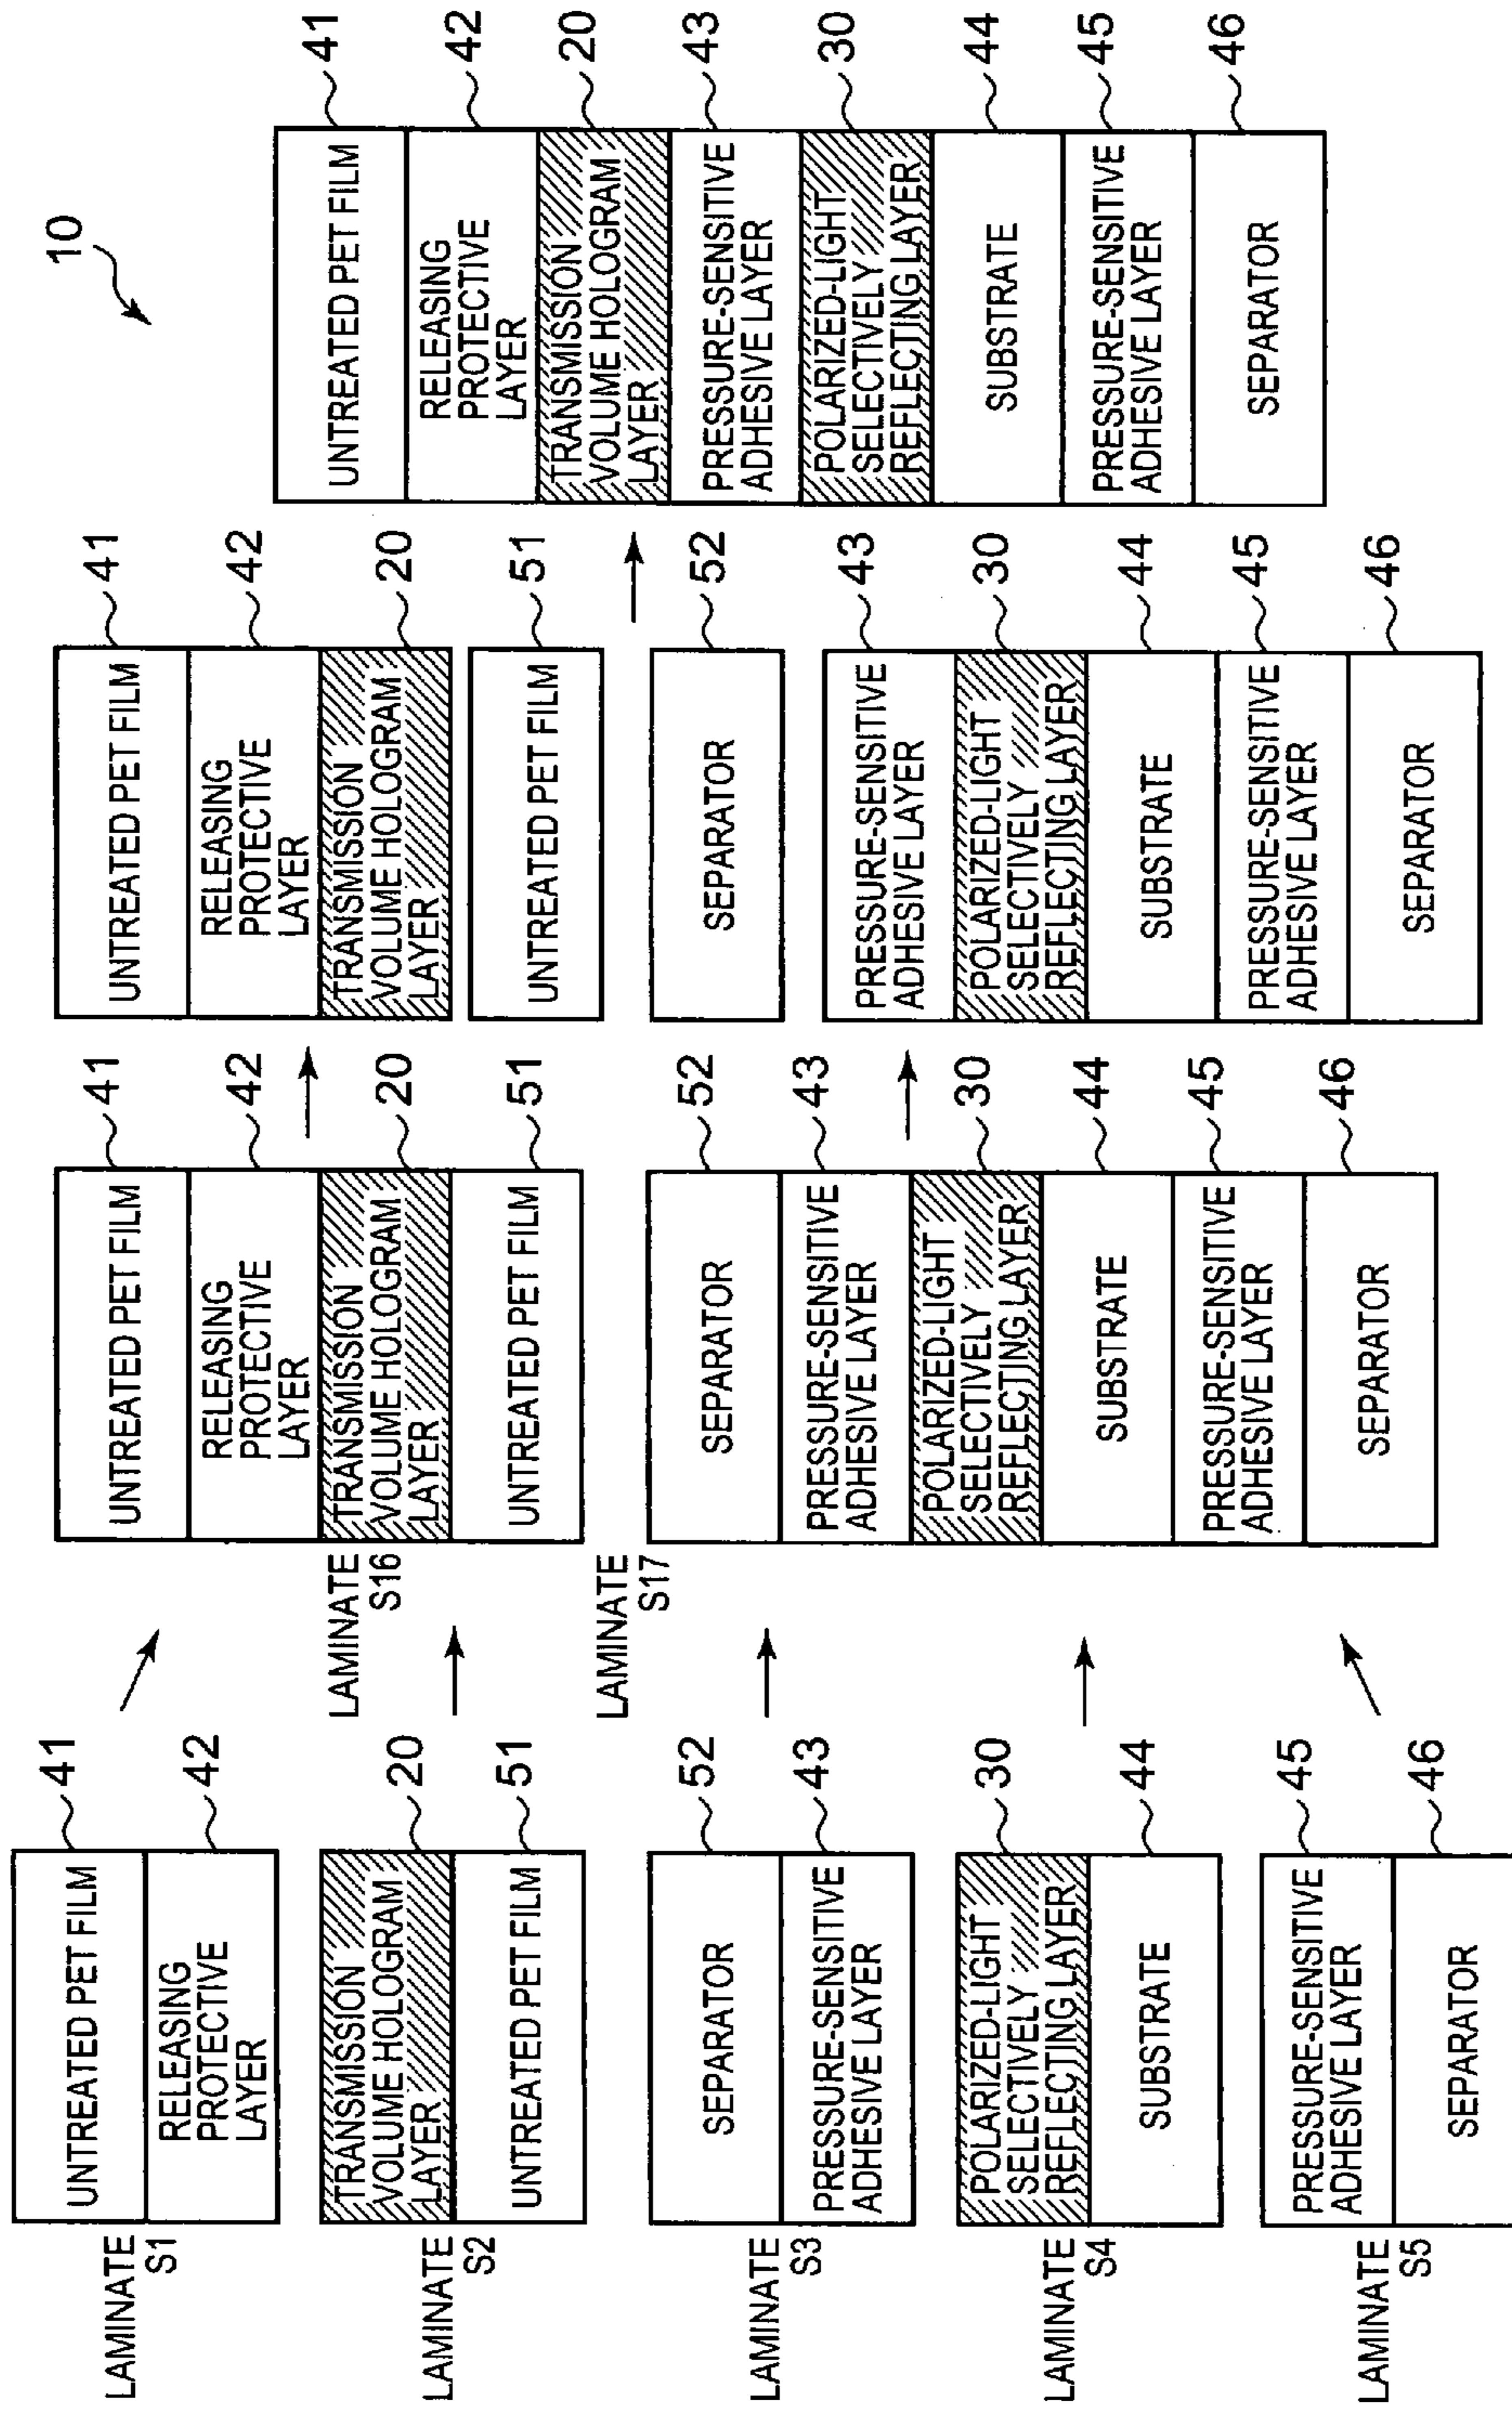 10
LAMINATE
S1
UNTREATED PET FILM
41
RELEASING
PROTECTIVE
LAYER
42
LAMINATE
S2
TRANSMISSION
VOLUME HOLOGRAM
LAYER
20
UNTREATED PET FILM
51
LAMINATE
S3
SEPARATOR
52
PRESSURE-SENSITIVE
ADHESIVE LAYER
43
LAMINATE
S4
POLARIZED-LIGHT
SELECTIVELY
REFLECTING LAYER
30
SUBSTRATE
44
LAMINATE
S5
PRESSURE-SENSITIVE
ADHESIVE LAYER
45
SEPARATOR
46
LAMINATE
S16
UNTREATED PET FILM
41
RELEASING
PROTECTIVE
LAYER
42
TRANSMISSION
VOLUME HOLOGRAM
LAYER
20
UNTREATED PET FILM
51
LAMINATE
S17
SEPARATOR
52
PRESSURE-SENSITIVE
ADHESIVE LAYER
43
POLARIZED-LIGHT
SELECTIVELY
REFLECTING LAYER
30
SUBSTRATE
44
PRESSURE-SENSITIVE
ADHESIVE LAYER
45
SEPARATOR
46
UNTREATED PET FILM
41
RELEASING
PROTECTIVE
LAYER
42
TRANSMISSION
VOLUME HOLOGRAM
LAYER
20
UNTREATED PET FILM
51
SEPARATOR
52
PRESSURE-SENSITIVE
ADHESIVE LAYER
43
POLARIZED-LIGHT
SELECTIVELY
REFLECTING LAYER
30
SUBSTRATE
44
PRESSURE-SENSITIVE
ADHESIVE LAYER
45
SEPARATOR
46
UNTREATED PET FILM
41
RELEASING
PROTECTIVE
LAYER
42
TRANSMISSION
VOLUME HOLOGRAM
LAYER
20
PRESSURE-SENSITIVE
ADHESIVE LAYER
43
POLARIZED-LIGHT
SELECTIVELY
REFLECTING LAYER
30
SUBSTRATE
44
PRESSURE-SENSITIVE
ADHESIVE LAYER
45
SEPARATOR
46